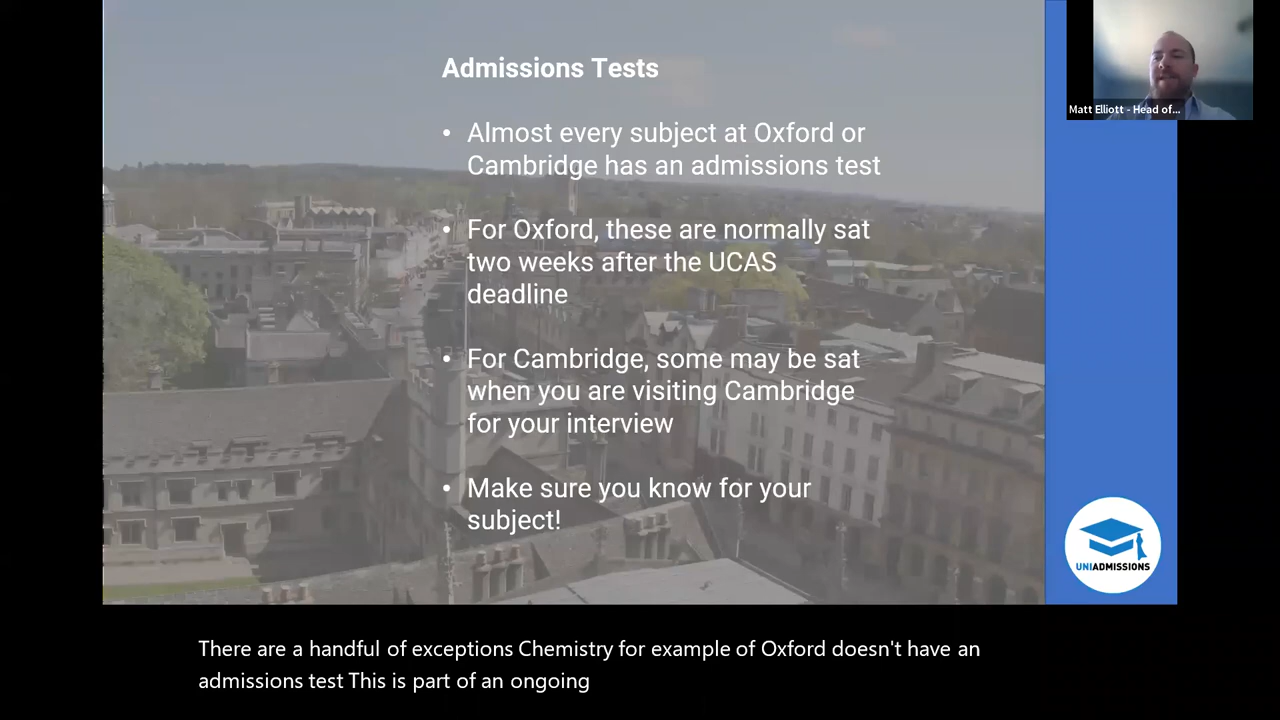 Admissions Tests
• Almost every subject at Oxford or
Cambridge has an admissions test
• For Oxford, these are normally sat
two weeks after the UCAS
deadline
• For Cambridge, some may be sat
when you are visiting Cambridge
for your interview
• Make sure you know for your
subject!
Matt Elliott - Head of...
UNIADMISSIONS
There are a handful of exceptions Chemistry for example of Oxford doesn't have an
admissions test This is part of an ongoing